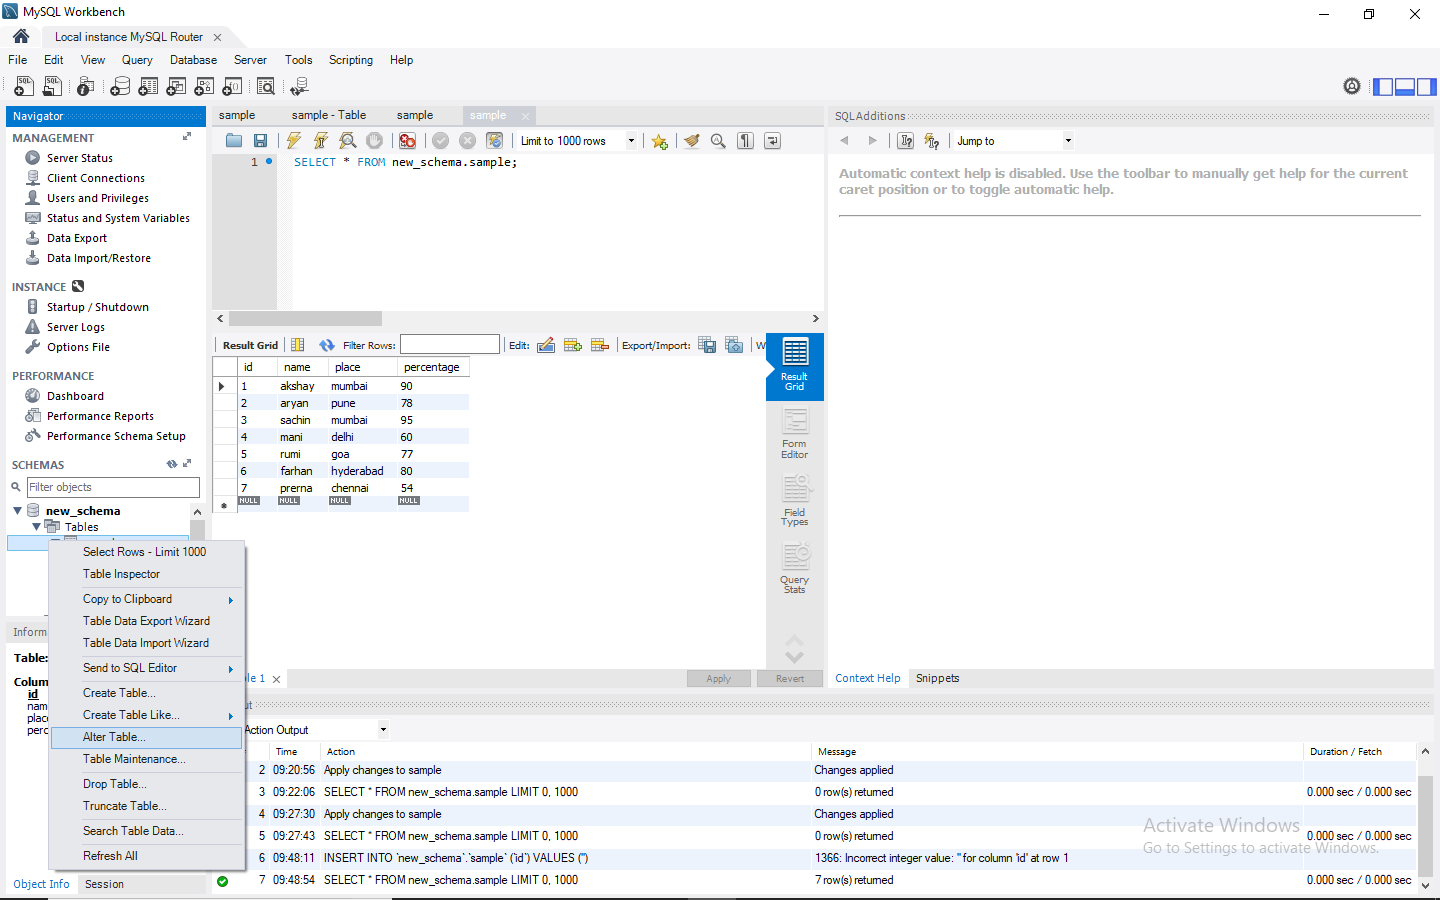 MySQL Workbench
Local instance MySQL Router
File Edit View Query Database Server Tools Scripting Help
Navigator
MANAGEMENT
Server Status
Client Connections
Users and Privileges
Status and System Variables
Data Export
Data Import/Restore
INSTANCE
Startup / Shutdown
Server Logs
Options File
PERFORMANCE
Dashboard
Performance Reports
Performance Schema Setup
SCHEMAS
Filter objects
new_schema
Tables
Select Rows - Limit 1000
Table Inspector
Copy to Clipboard
Table Data Export Wizard
Table Data Import Wizard
Send to SQL Editor
Create Table...
Create Table Like...
Alter Table...
Table Maintenance...
Drop Table...
Truncate Table...
Search Table Data...
Refresh All
Inform
Table:
Colum
id
nam
plac
perc
Object Info Session
sample sample - Table sample sample
Limit to 1000 rows
1 SELECT * FROM new_schema.sample;
Result Grid Filter Rows: Edit: Export/Import: W
id name place percentage
1 akshay mumbai 90
2 aryan pune 78
3 sachin mumbai 95
4 mani delhi 60
5 rumi goa 77
6 farhan hyderabad 80
7 prerna chennai 54
NULL NULL NULL NULL
Result Grid
Form Editor
Field Types
Query Stats
le 1
Apply Revert
SQLAdditions
Jump to
Automatic context help is disabled. Use the toolbar to manually get help for the current
caret position or to toggle automatic help.
Context Help Snippets
ut
Action Output
Time Action Message Duration / Fetch
2 09:20:56 Apply changes to sample Changes applied
3 09:22:06 SELECT * FROM new_schema.sample LIMIT 0, 1000 0 row(s) returned 0.000 sec / 0.000 sec
4 09:27:30 Apply changes to sample Changes applied
5 09:27:43 SELECT * FROM new_schema.sample LIMIT 0, 1000 0 row(s) returned 0.000 sec / 0.000 sec
6 09:48:11 INSERT INTO `new_schema`.`sample` (`id`) VALUES ('') 1366: Incorrect integer value: '' for column 'id' at row 1
7 09:48:54 SELECT * FROM new_schema.sample LIMIT 0, 1000 7 row(s) returned 0.000 sec / 0.000 sec
Activate Windows
Go to Settings to activate Windows.